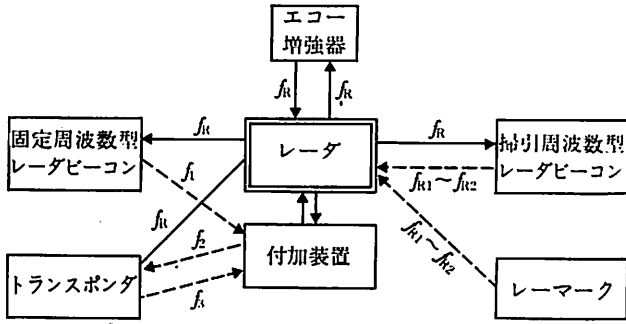 エコー
増強器
fR
fR
固定周波数型
レーダビーコン
fR
レーダ
fR
掃引周波数型
レーダビーコン
f1
fR1〜fR2
fR
f2
付加装置
fR1〜fR2
トランスポンダ
f3
レーマーク